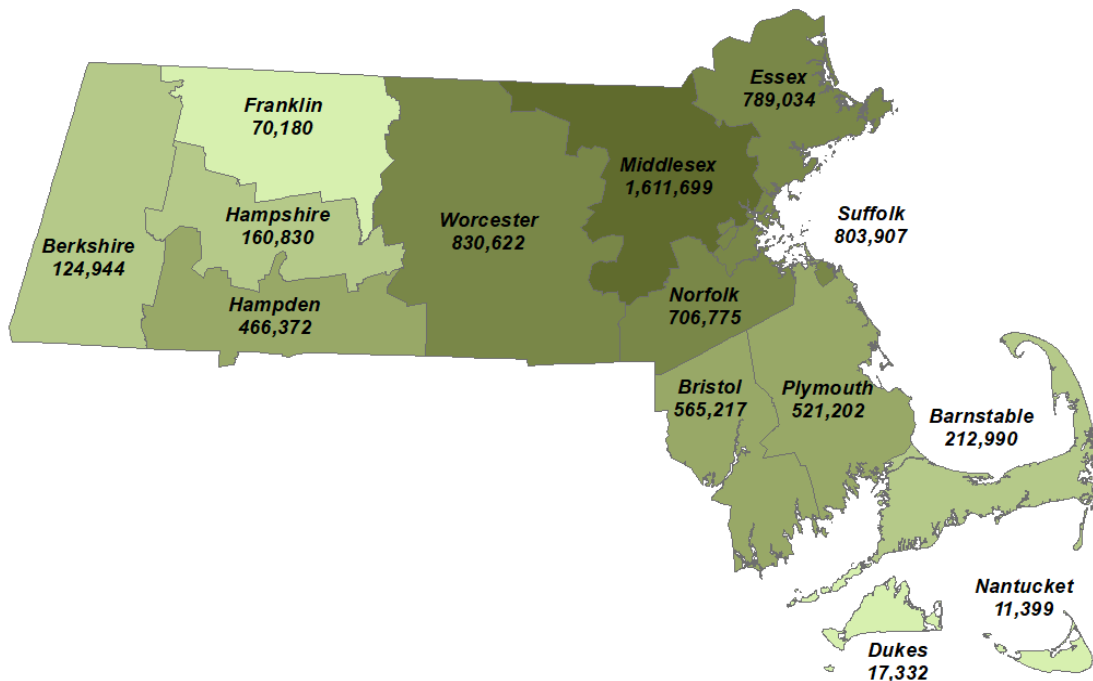 Essex
789,034
Franklin
70,180
Middlesex
1,611,699
Hampshire
160,830
Worcester
830,622
Suffolk
803,907
Berkshire
124,944
Hampden
466,372
Norfolk
706,775
Bristol
565,217
Plymouth
521,202
Barnstable
212,990
Nantucket
11,399
Dukes
17,332